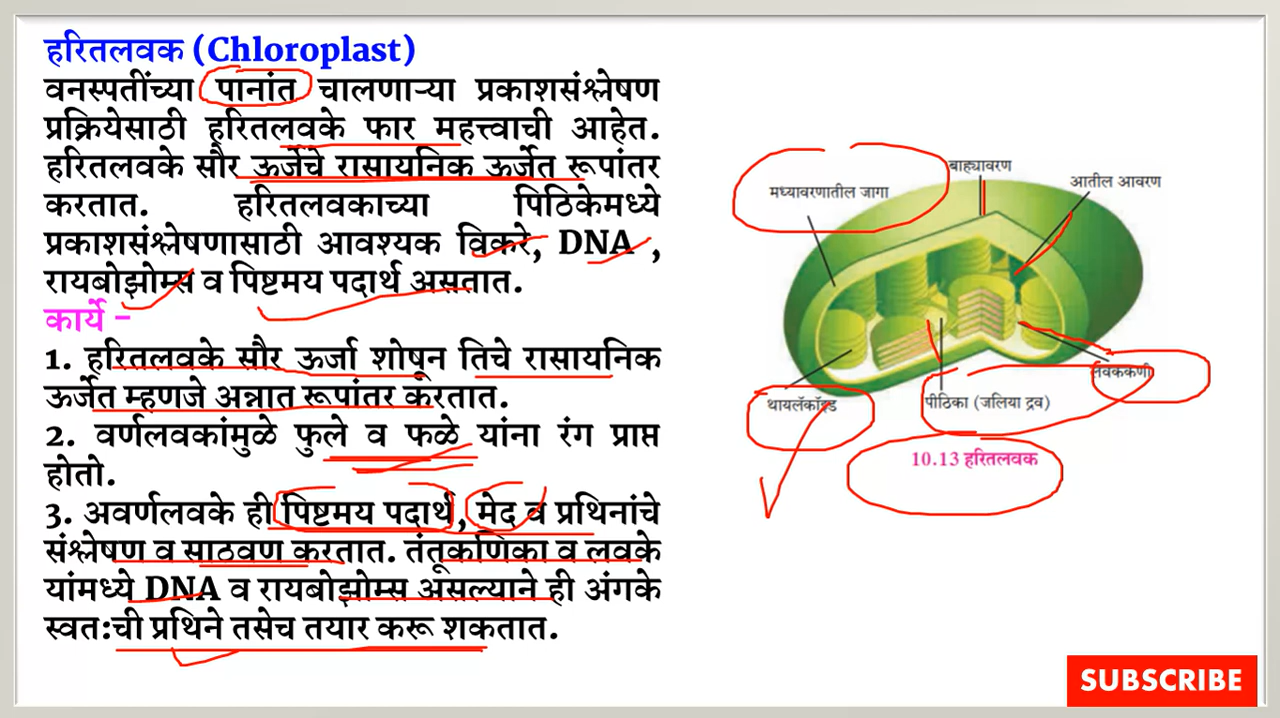 हरितलवक (Chloroplast)
वनस्पतींच्या पानांत चालणाऱ्या प्रकाशसंश्लेषण
प्रक्रियेसाठी हरितलवके फार महत्त्वाची आहेत.
हरितलवके सौर ऊर्जेचे रासायनिक ऊर्जेत रूपांतर
करतात. हरितलवकाच्या पिठिकेमध्ये
प्रकाशसंश्लेषणासाठी आवश्यक विकरे, DNA ,
रायबोझोम्स व पिष्टमय पदार्थ असतात.
कार्ये -
1. हरितलवके सौर ऊर्जा शोषून तिचे रासायनिक
ऊर्जेत म्हणजे अन्नात रूपांतर करतात.
2. वर्णलवकांमुळे फुले व फळे यांना रंग प्राप्त
होतो.
3. अवर्णलवके ही पिष्टमय पदार्थ, मेद व प्रथिनांचे
संश्लेषण व साठवण करतात. तंतूकणिका व लवके
यांमध्ये DNA व रायबोझोम्स असल्याने ही अंगके
स्वत:ची प्रथिने तसेच तयार करू शकतात.
बाह्यावरण
मध्यावरणातील जागा
आतील आवरण
लवककणी
थायलॅकॉइड
पीठिका (जलिया द्रव)
10.13 हरितलवक
SUBSCRIBE